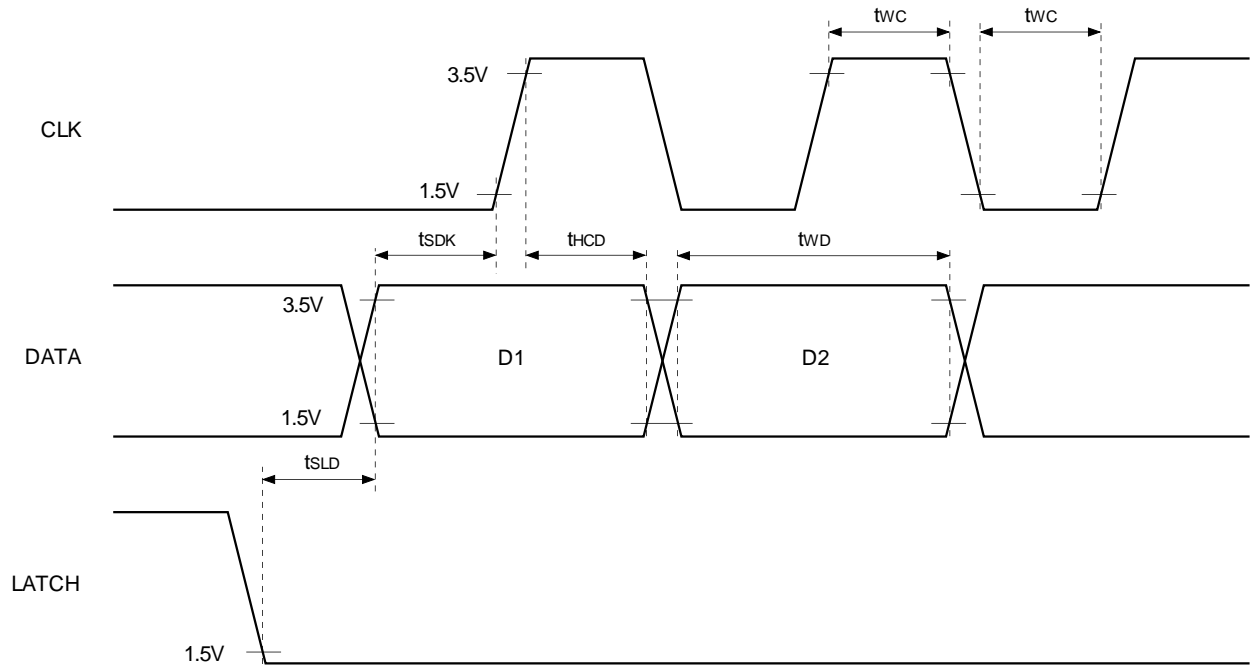 tWC
tWC
3.5V
CLK
1.5V
tSDK
tHCD
tWD
3.5V
DATA
D1
D2
1.5V
tSLD
LATCH
1.5V